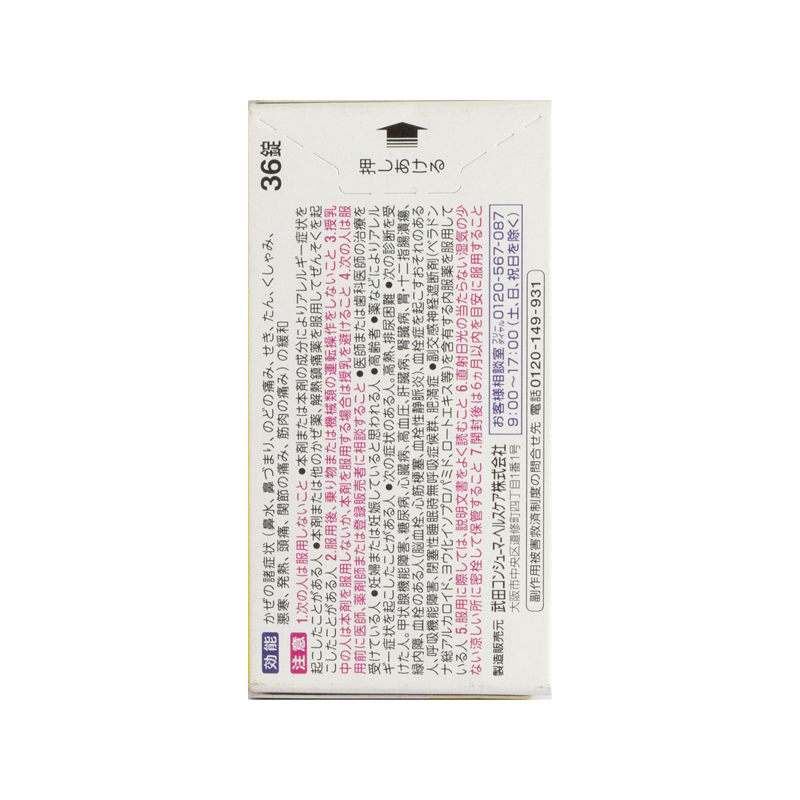 押しあける
36錠
効能 かぜの諸症状（鼻水、鼻づまり、のどの痛み、せき、たん、くしゃみ、
悪寒、発熱、頭痛、関節の痛み、筋肉の痛み）の緩和
注意 1.次の人は服用しないこと ●本剤または本剤の成分によりアレルギー症状を
起こしたことがある人 ●本剤または他のかぜ薬、解熱鎮痛薬を服用してぜんそくを起
こしたことがある人 2.服用後、乗り物または機械類の運転操作をしないこと 3.授乳
中の人は本剤を服用しないか、本剤を服用する場合は授乳を避けること 4.次の人は服
用前に医師、薬剤師または登録販売者に相談すること ●医師または歯科医師の治療を
受けている人 ●妊婦または妊娠していると思われる人 ●高齢者 ●薬などによりアレル
ギー症状を起こしたことがある人 ●次の症状のある人。高熱、排尿困難 ●次の診断を受
けた人。甲状腺機能障害、糖尿病、心臓病、高血圧、肝臓病、腎臓病、胃・十二指腸潰瘍、
緑内障、血栓のある人（脳血栓、心筋梗塞、血栓性静脈炎）、血栓症を起こすおそれのある
人、呼吸機能障害、閉塞性睡眠時無呼吸症候群、肥満症 ●副交感神経遮断剤（ベラドン
ナ総アルカロイド、ヨウ化イソプロパミド、ロートエキス等）を含有する内服薬を服用して
いる人 5.服用に際しては、説明文書をよく読むこと 6.直射日光の当たらない湿気の少
ない涼しい所に密栓して保管すること 7.開封後は6ヵ月以内を目安に服用すること
製造販売元 武田コンシューマーヘルスケア株式会社
大阪市中央区道修町四丁目1番1号
お客様相談室 フリーダイヤル 0120-567-087
9：00～17：00（土、日、祝日を除く）
副作用被害救済制度の問合せ先 電話0120-149-931